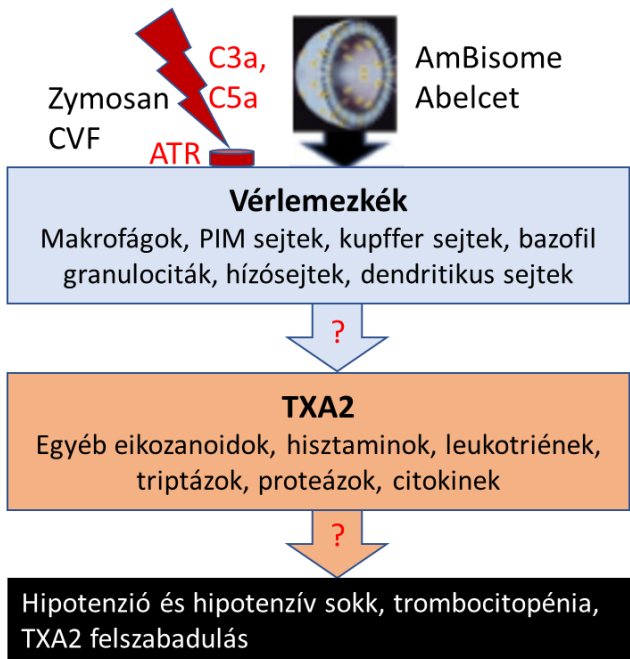 C3a,
C5a
Zymosan
CVF
ATR
AmBisome
Abelcet
Vérlemezkék
Makrofágok, PIM sejtek, kupffer sejtek, bazofil
granulociták, hízósejtek, dendritikus sejtek
?
TXA2
Egyéb eikozanoidok, hisztaminok, leukotriének,
triptázok, proteázok, citokinek
?
Hipotenzió és hipotenzív sokk, trombocitopénia,
TXA2 felszabadulás